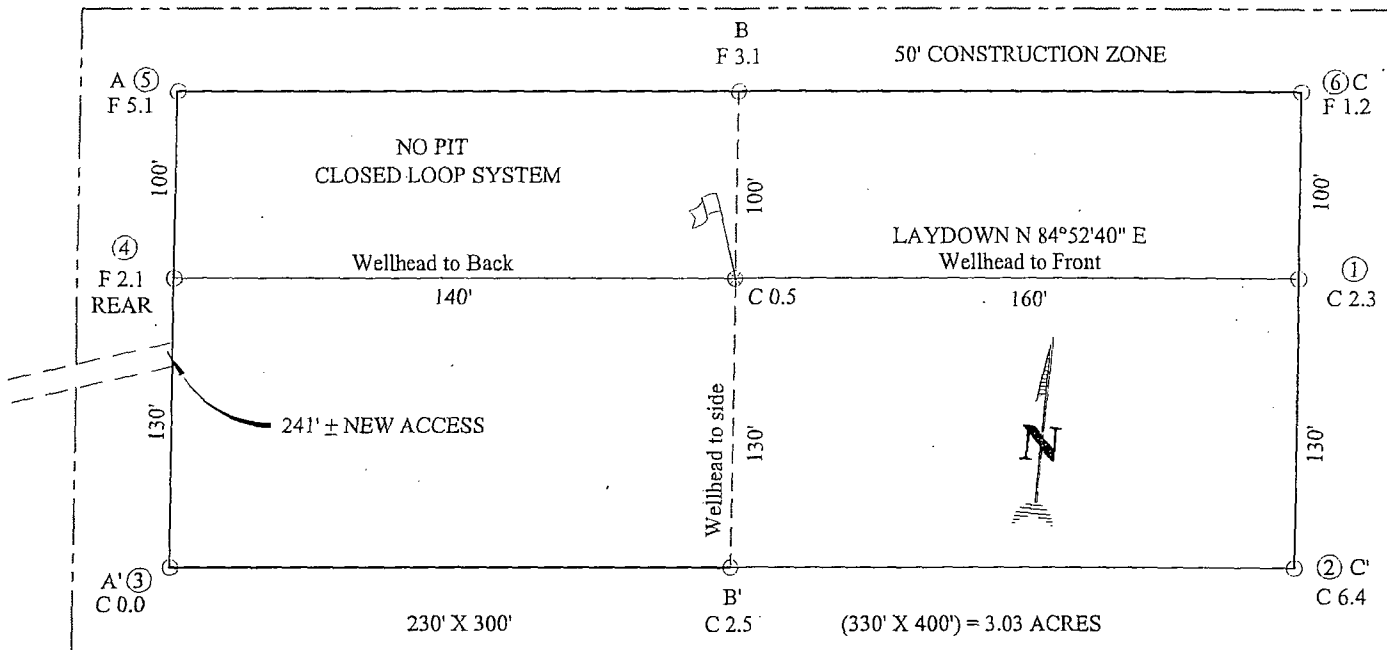 B
F 3.1
50' CONSTRUCTION ZONE
A ⑤
F 5.1
⑥ C
F 1.2
NO PIT
CLOSED LOOP SYSTEM
100'
100'
100'
LAYDOWN N 84°52'40" E
④
F 2.1
REAR
Wellhead to Back
140'
C 0.5
Wellhead to Front
160'
①
C 2.3
241' ± NEW ACCESS
130'
Wellhead to side
130'
N
130'
A' ③
C 0.0
B'
C 2.5
② C'
C 6.4
230' X 300'
(330' X 400') = 3.03 ACRES